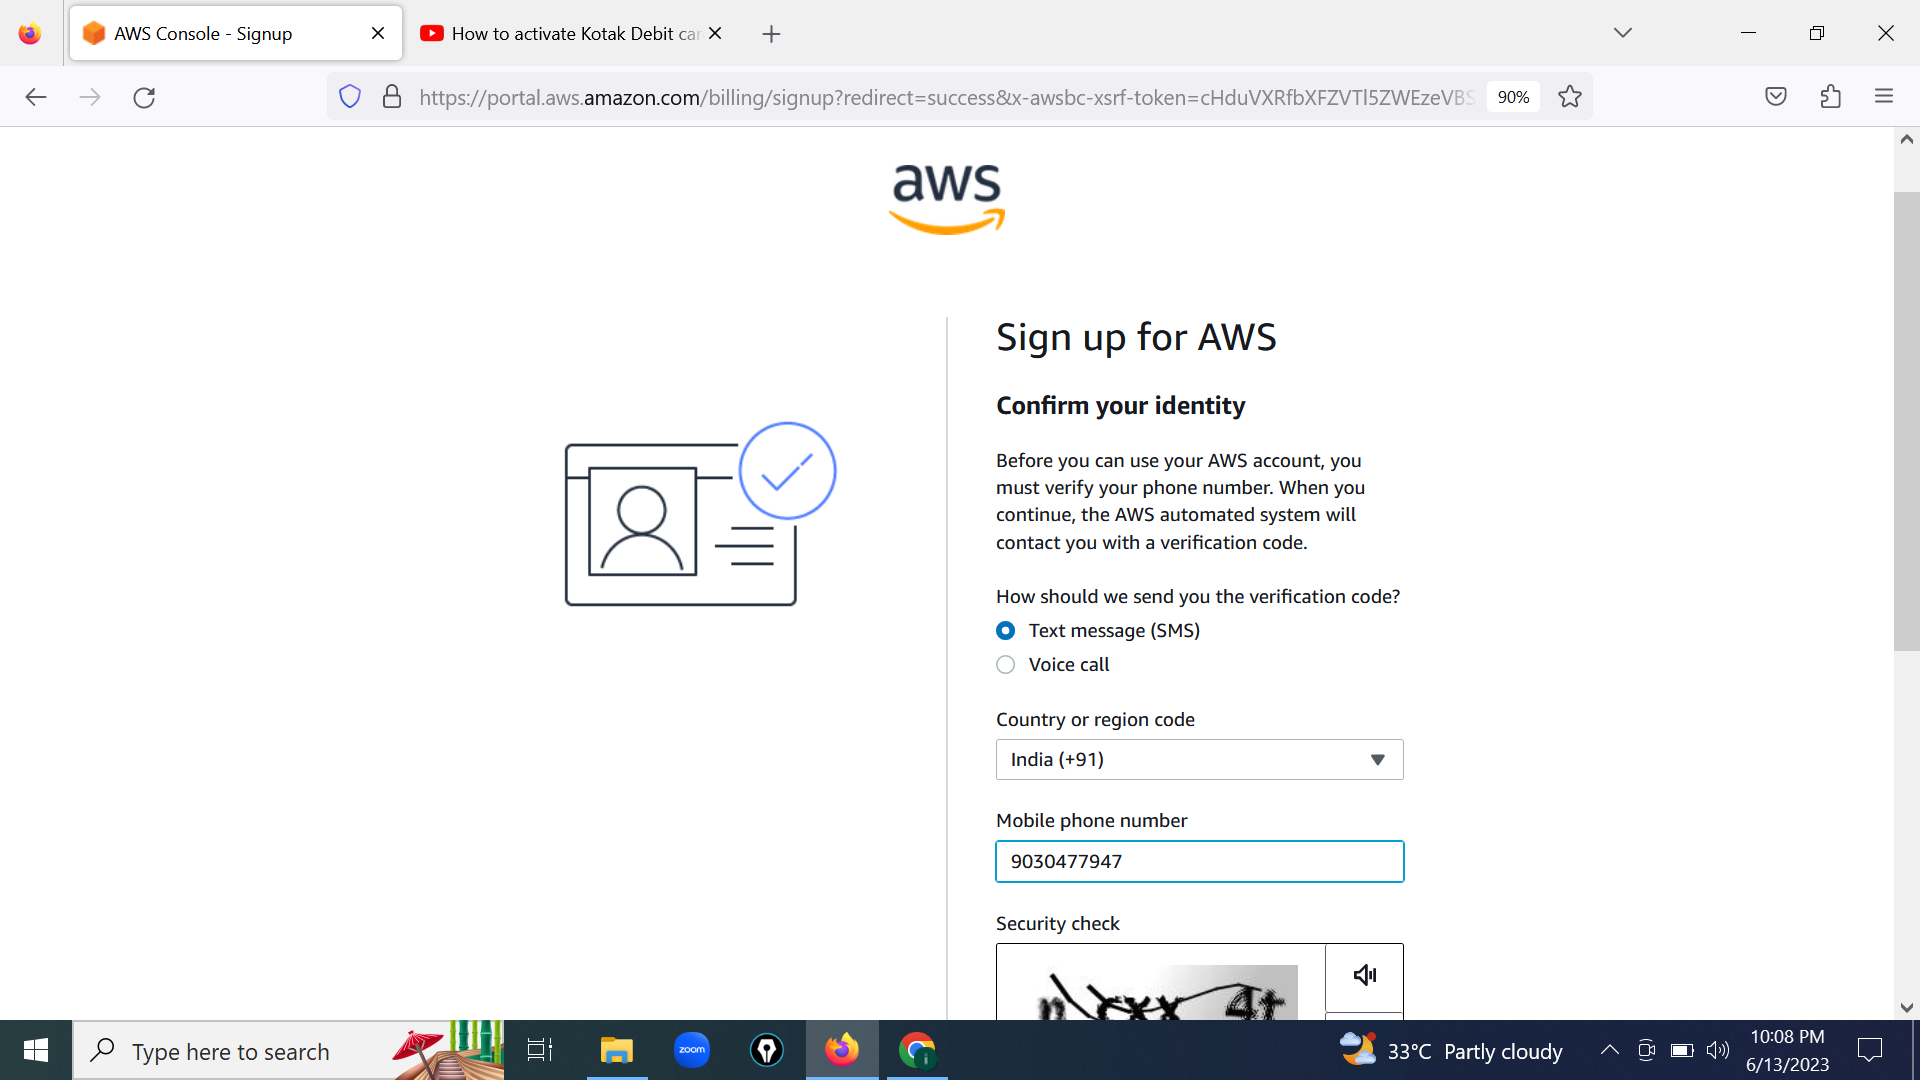 AWS Console - Signup
How to activate Kotak Debit car
https://portal.aws.amazon.com/billing/signup?redirect=success&x-awsbc-xsrf-token=cHduVXRfbXFZVTl5ZWEzeVBS
90%
aws
Sign up for AWS
Confirm your identity
Before you can use your AWS account, you
must verify your phone number. When you
continue, the AWS automated system will
contact you with a verification code.
How should we send you the verification code?
Text message (SMS)
Voice call
Country or region code
India (+91)
Mobile phone number
9030477947
Security check
Type here to search
zoom
33°C Partly cloudy
10:08 PM
6/13/2023